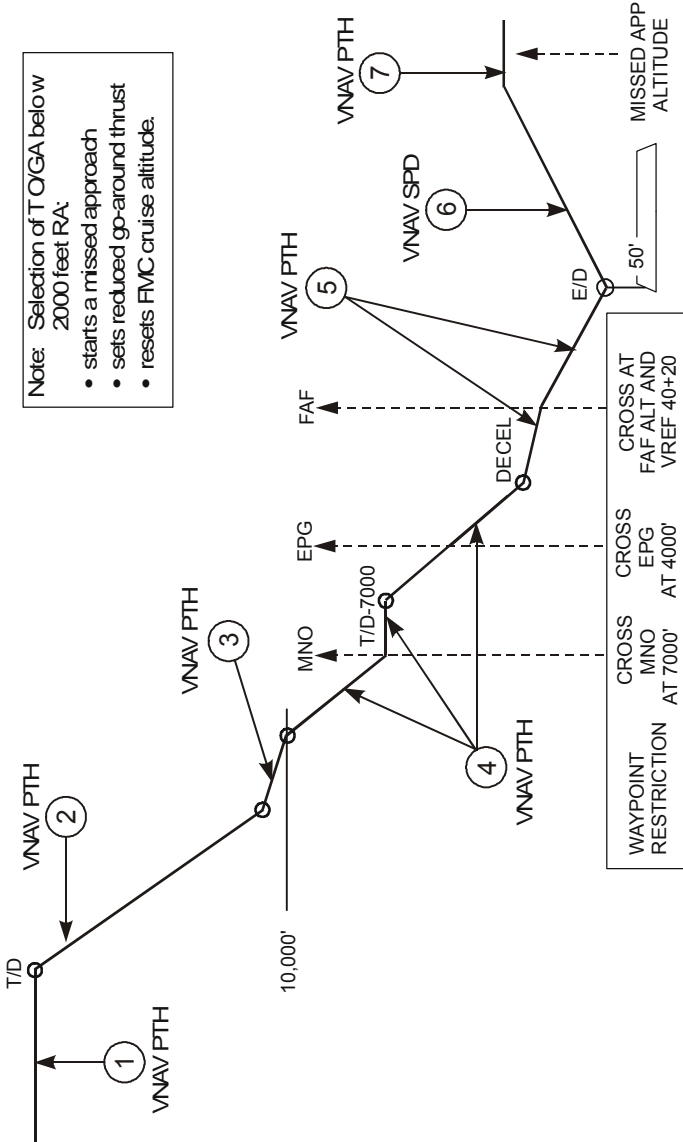 Note: Selection of TO/GA below
2000 feet RA:
• starts a missed approach
• sets reduced go-around thrust
• resets FMC cruise altitude.
T/D
1
VNAV PTH
VNAV PTH
2
VNAV PTH
3
10,000'
MNO
EPG
FAF
T/D-7000
4
VNAV PTH
DECEL
VNAV PTH
5
E/D
50'
VNAV SPD
6
VNAV PTH
7
MISSED APP
ALTITUDE
WAYPOINT
RESTRICTION
CROSS
MNO
AT 7000'
CROSS
EPG
AT 4000'
CROSS AT
FAF ALT AND
VREF 40+20